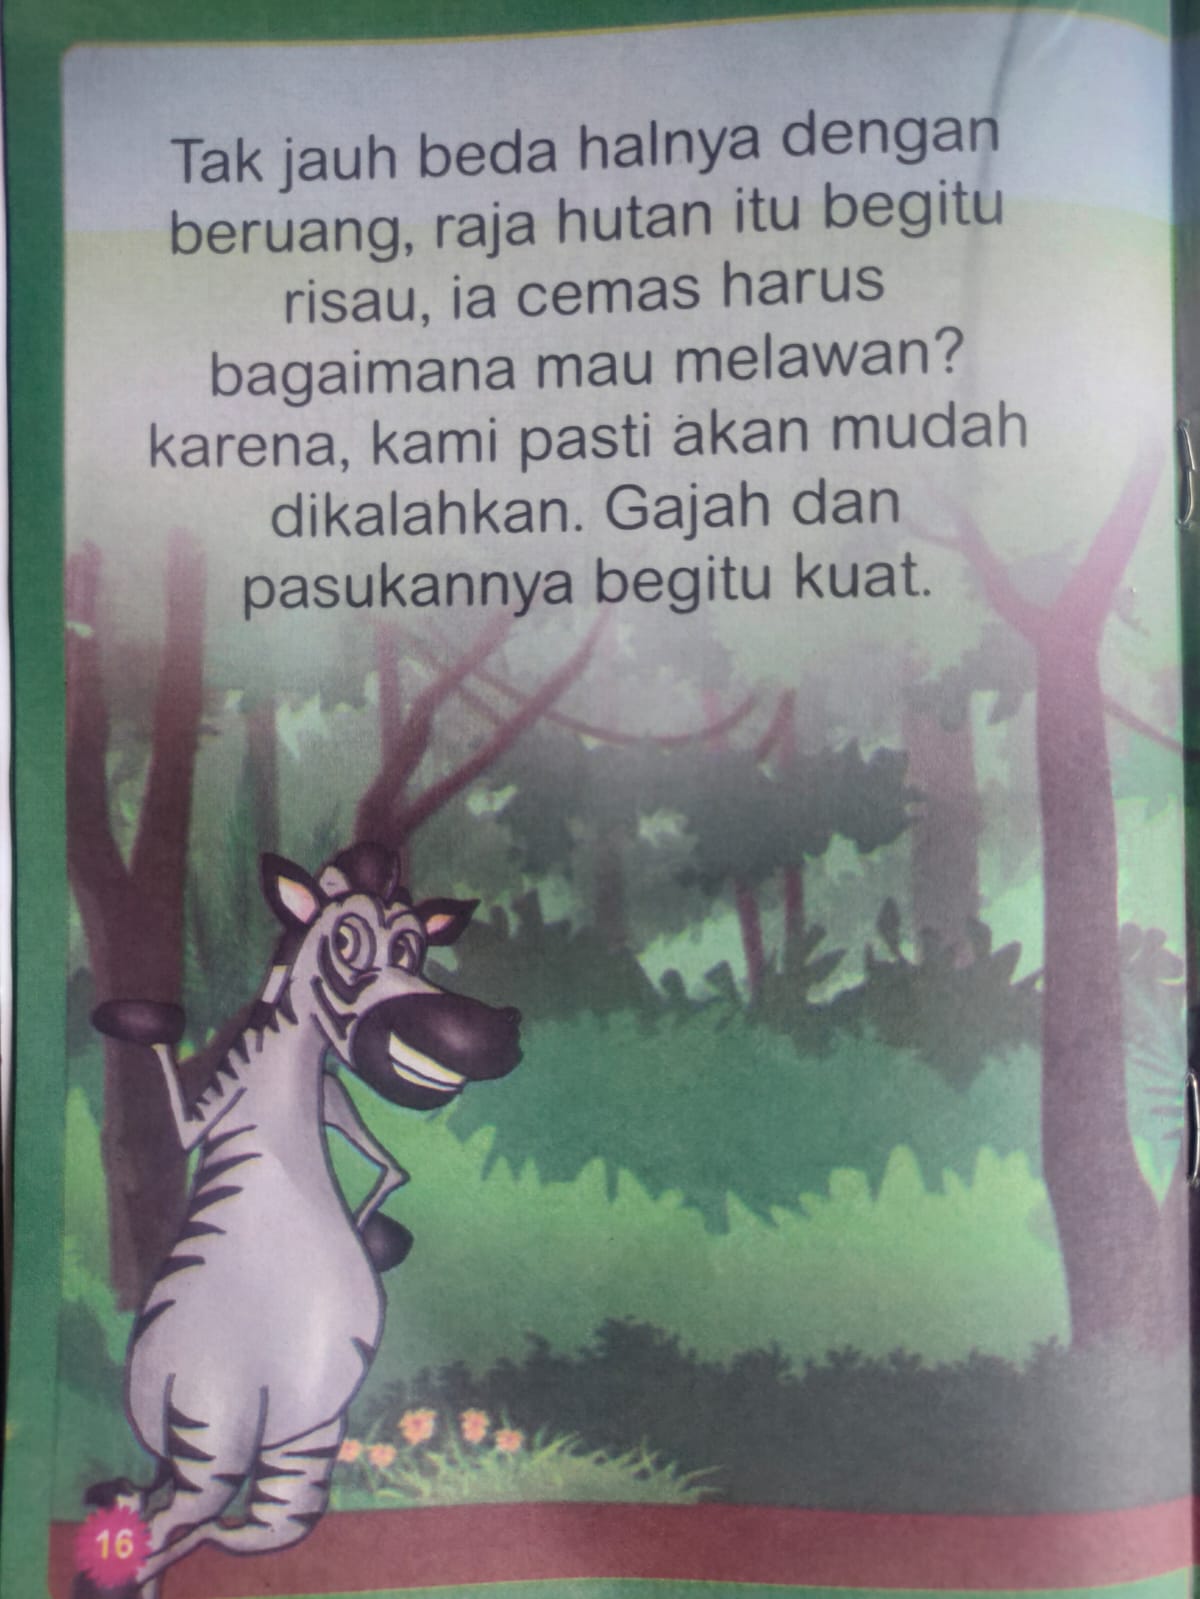 Tak jauh beda halnya dengan
beruang, raja hutan itu begitu
risau, ia cemas harus
bagaimana mau melawan?
karena, kami pasti akan mudah
dikalahkan. Gajah dan
pasukannya begitu kuat.
16